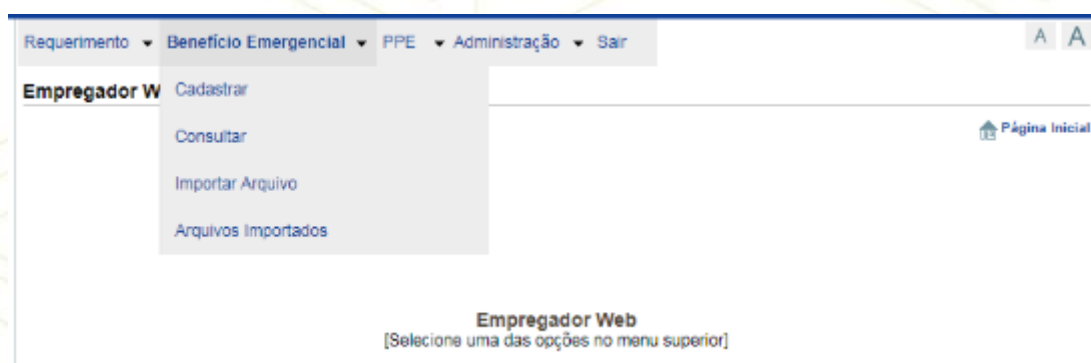 Requerimento Benefício Emergencial PPE Administração Sair A A
Empregador W
Cadastrar
Página Inicial
Consultar
Importar Arquivo
Arquivos Importados
Empregador Web
[Selecione uma das opções no menu superior]